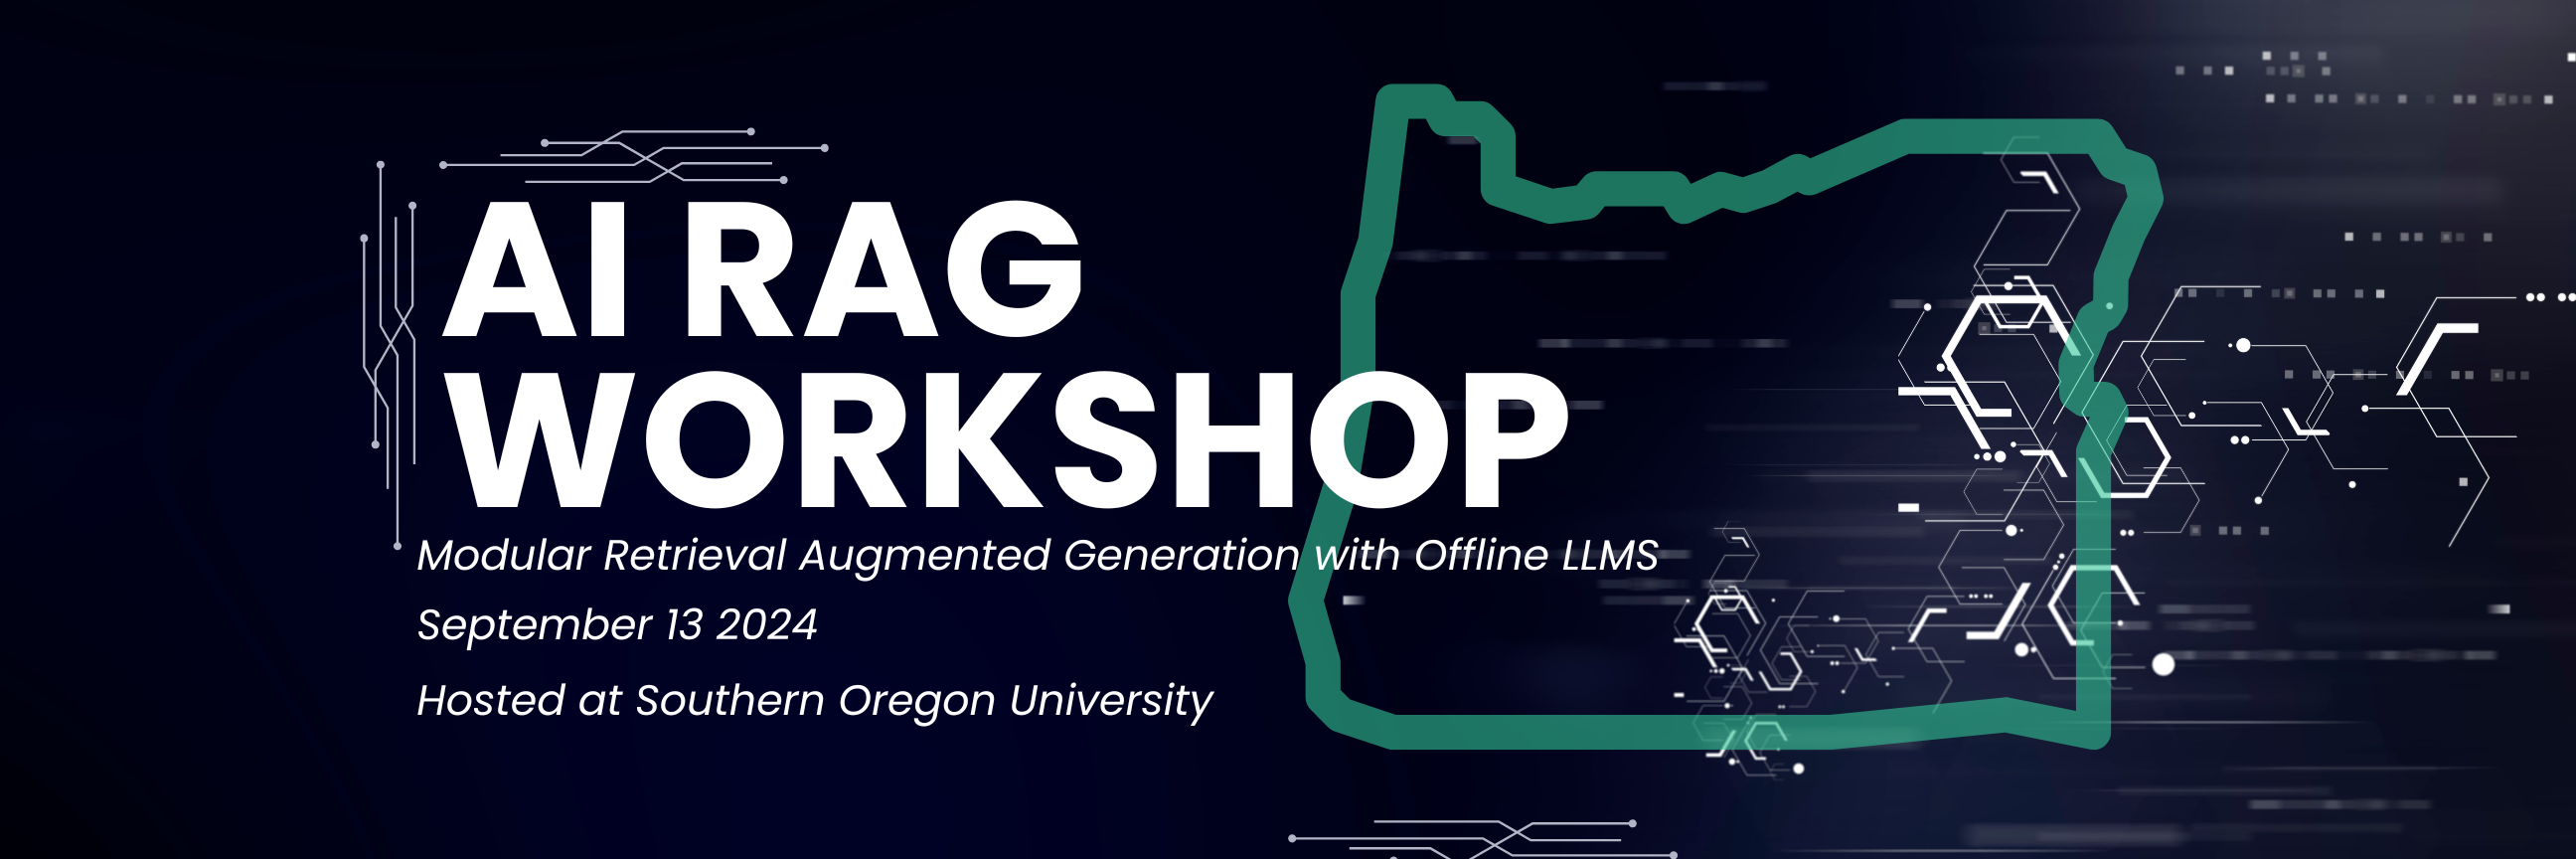 AI RAG
WORKSHOP
Modular Retrieval Augmented Generation with Offline LLMS
September 13 2024
Hosted at Southern Oregon University